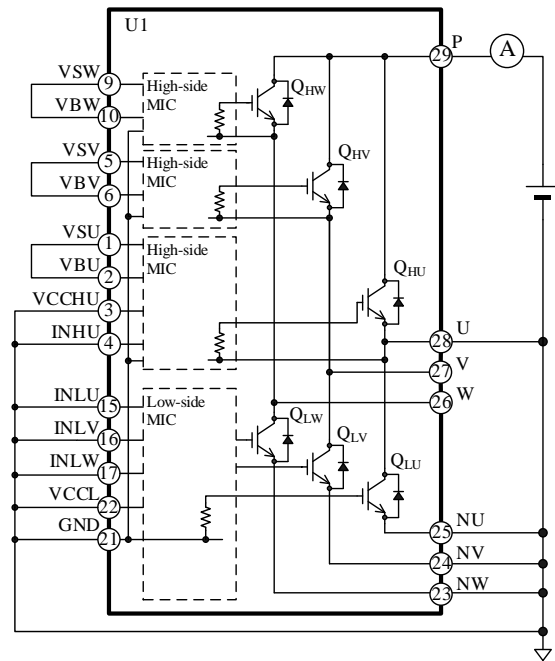 U1
P
29
A
VSW
9
High-side
MIC
QHW
VBW
10
VSV
5
High-side
MIC
QHV
VBV
6
VSU
1
High-side
MIC
VBU
2
QHU
VCCHU
3
INHU
4
28
U
27
V
26
W
INLU
15
Low-side
MIC
QLW
QLV
QLU
INLV
16
INLW
17
VCCL
22
GND
21
25
NU
24
NV
23
NW